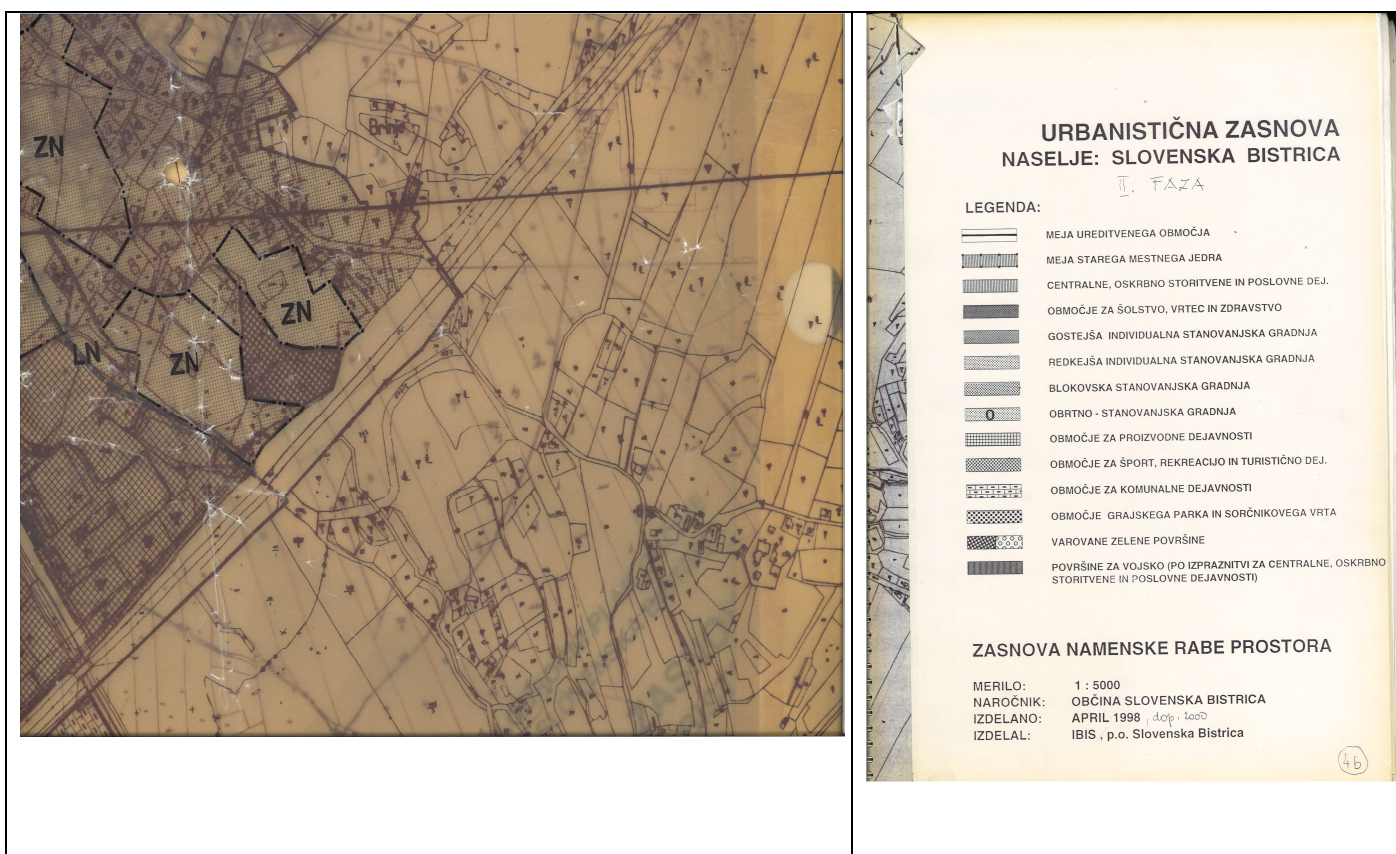 ZN
Brinje
ZN
LN
ZN
URBANISTIČNA ZASNOVA
NASELJE: SLOVENSKA BISTRICA
II. FAZA
LEGENDA:
MEJA UREDITVENEGA OBMOČJA
MEJA STAREGA MESTNEGA JEDRA
CENTRALNE, OSKRBNO STORITVENE IN POSLOVNE DEJ.
OBMOČJE ZA ŠOLSTVO, VRTEC IN ZDRAVSTVO
GOSTEJŠA INDIVIDUALNA STANOVANJSKA GRADNJA
REDKEJŠA INDIVIDUALNA STANOVANJSKA GRADNJA
BLOKOVSKA STANOVANJSKA GRADNJA
O OBRTNO - STANOVANJSKA GRADNJA
OBMOČJE ZA PROIZVODNE DEJAVNOSTI
OBMOČJE ZA ŠPORT, REKREACIJO IN TURISTIČNO DEJ.
OBMOČJE ZA KOMUNALNE DEJAVNOSTI
OBMOČJE GRAJSKEGA PARKA IN SORČNIKOVEGA VRTA
VAROVANE ZELENE POVRŠINE
POVRŠINE ZA VOJSKO (PO IZPRAZNITVI ZA CENTRALNE, OSKRBNO
STORITVENE IN POSLOVNE DEJAVNOSTI)
ZASNOVA NAMENSKE RABE PROSTORA
MERILO: 1 : 5000
NAROČNIK: OBČINA SLOVENSKA BISTRICA
IZDELANO: APRIL 1998, dop. 2000
IZDELAL: IBIS , p.o. Slovenska Bistrica
4b